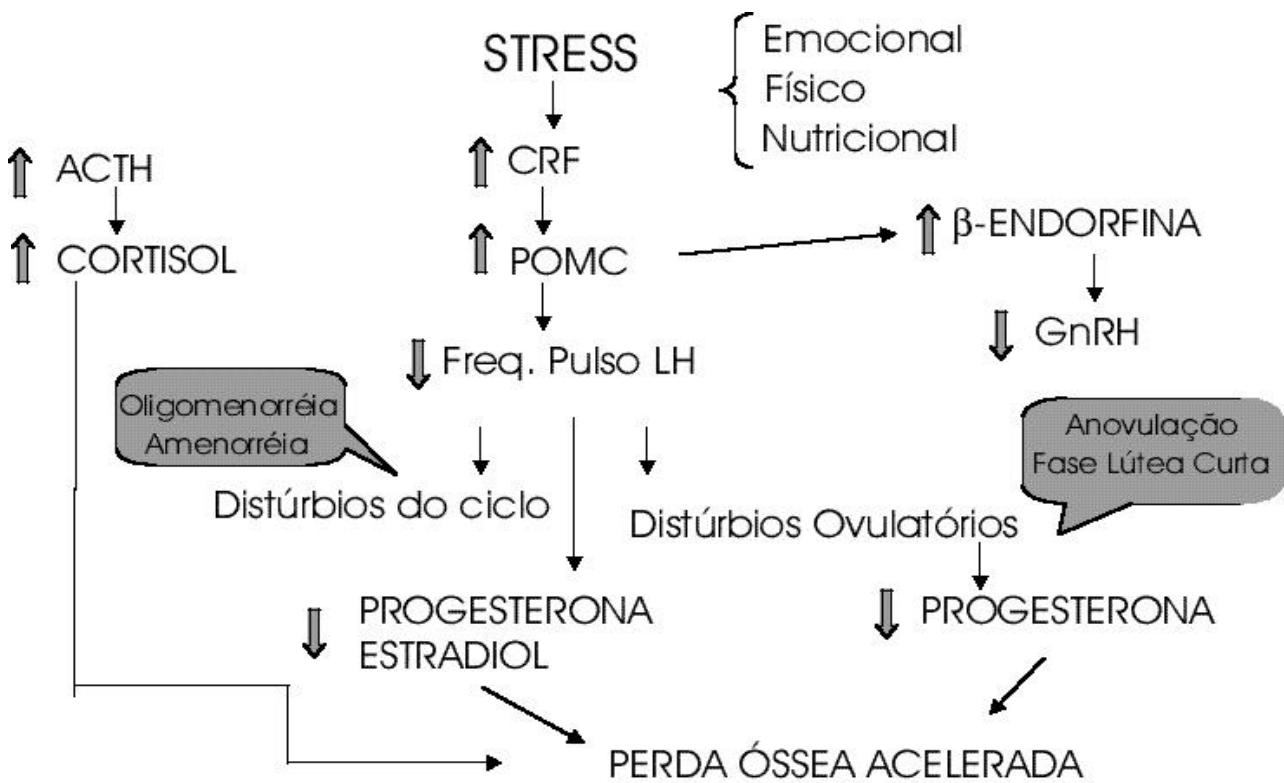 STRESS
Emocional
Físico
Nutricional
ACTH
CRF
β-ENDORFINA
CORTISOL
POMC
GnRH
Freq. Pulso LH
Oligomenorréia
Amenorréia
Anovulação
Fase Lútea Curta
Distúrbios do ciclo
Distúrbios Ovulatórios
PROGESTERONA
ESTRADIOL
PROGESTERONA
PERDA ÓSSEA ACELERADA